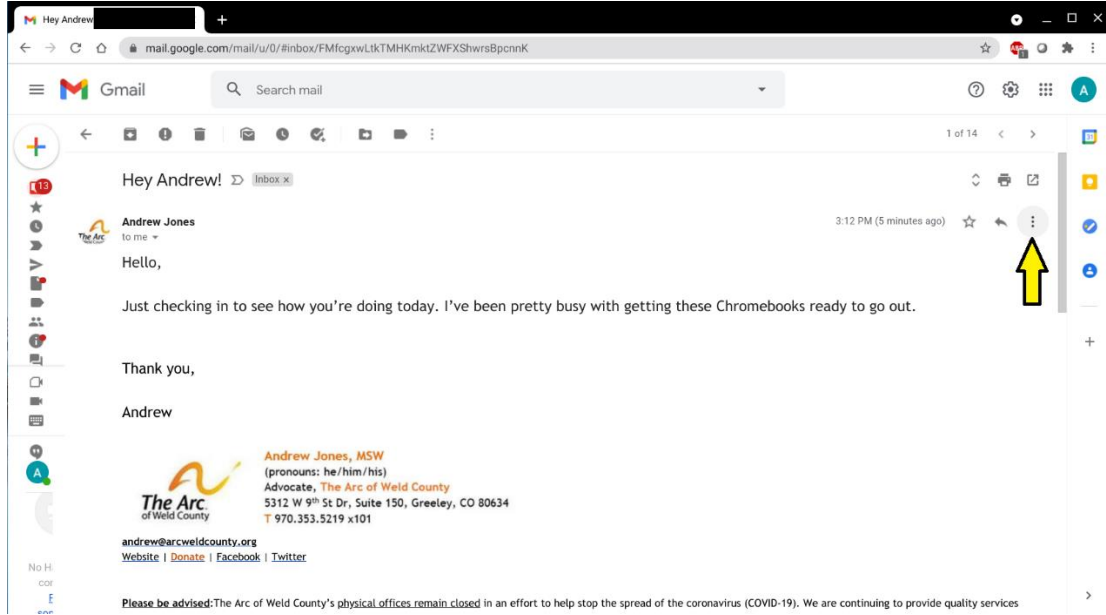 Hey Andrew
mail.google.com/mail/u/0/#inbox/FMfcgxwLtkTMHKmktZWFXShwrsBpcnnK
ABP
1
Gmail
Search mail
A
1 of 14
31
Hey Andrew!
Inbox x
13
Andrew Jones
3:12 PM (5 minutes ago)
to me
The Arc
Hello,
Just checking in to see how you’re doing today. I’ve been pretty busy with getting these Chromebooks ready to go out.
Thank you,
Andrew
A
Andrew Jones, MSW
(pronouns: he/him/his)
Advocate, The Arc of Weld County
5312 W 9th St Dr, Suite 150, Greeley, CO 80634
T 970.353.5219 x101
The Arc.
of Weld County
andrew@arcweldcounty.org
Website | Donate | Facebook | Twitter
No H
Please be advised:The Arc of Weld County’s physical offices remain closed in an effort to help stop the spread of the coronavirus (COVID-19). We are continuing to provide quality services